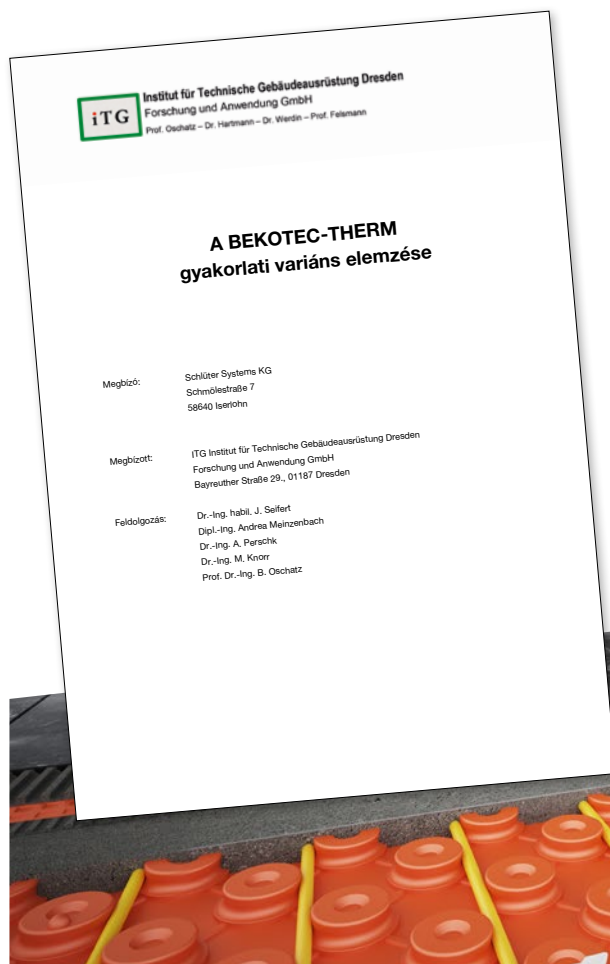 iTG
Institut für Technische Gebäudeausrüstung Dresden
Forschung und Anwendung GmbH
Prof. Oschatz – Dr. Hartmann – Dr. Werdin – Prof. Felsmann
A BEKOTEC-THERM
gyakorlati variáns elemzése
Megbízó:
Schlüter Systems KG
Schmölestraße 7
58640 Iserlohn
Megbízott:
ITG Institut für Technische Gebäudeausrüstung Dresden
Forschung und Anwendung GmbH
Bayreuther Straße 29., 01187 Dresden
Feldolgozás:
Dr.-Ing. habil. J. Seifert
Dipl.-Ing. Andrea Meinzenbach
Dr.-Ing. A. Perschk
Dr.-Ing. M. Knorr
Prof. Dr.-Ing. B. Oschatz